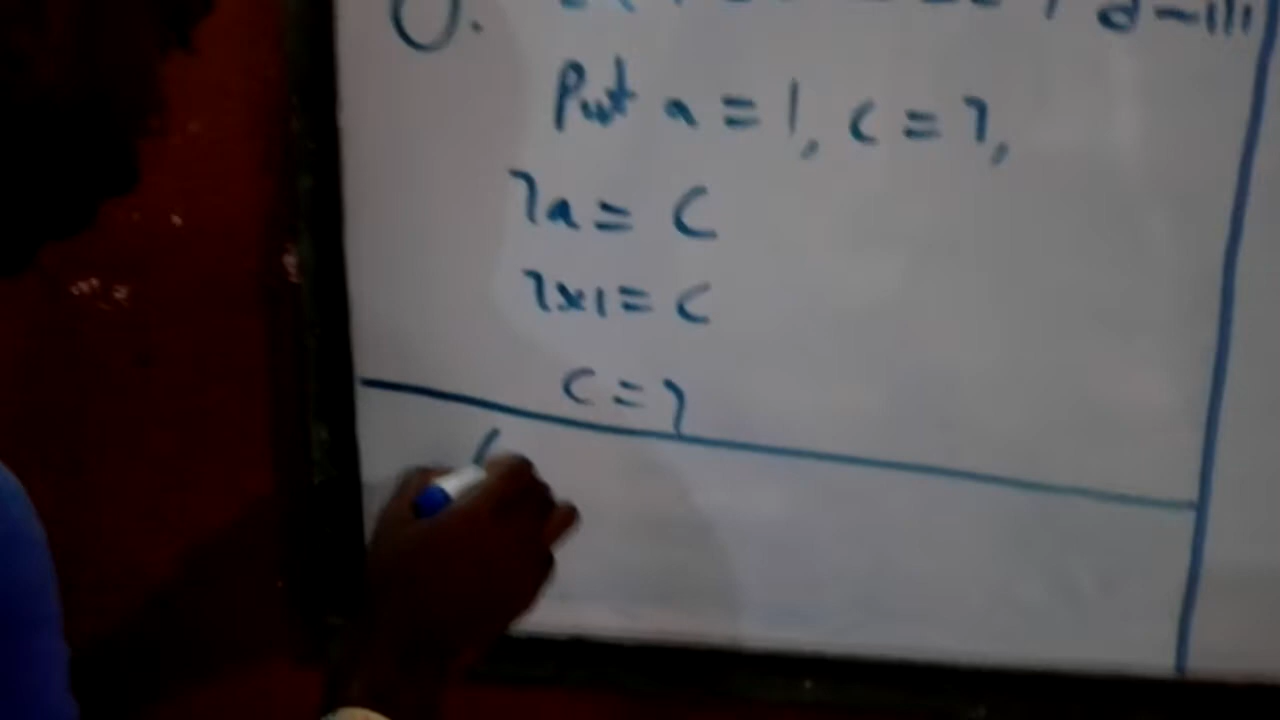 Put a = 1, c = 7,
7a = c
7x1 = c
c = 7